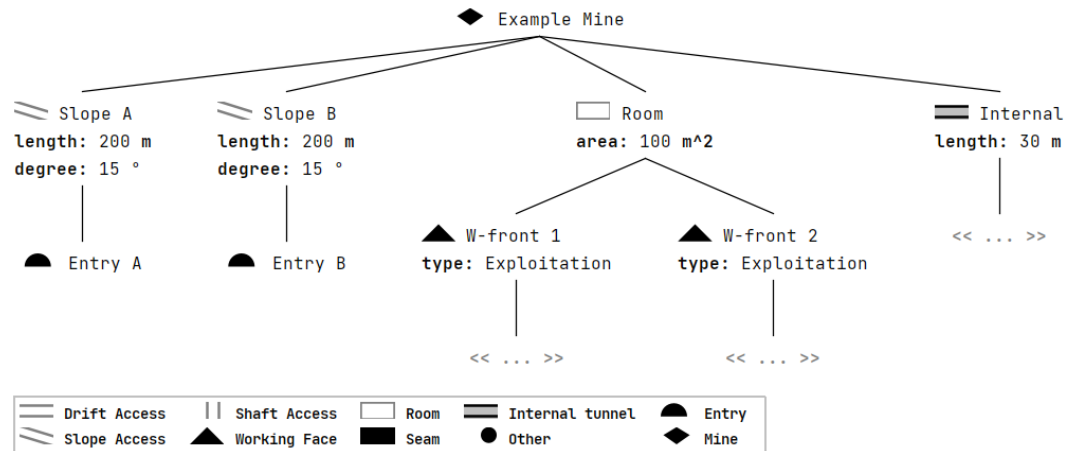 Example Mine
Slope A
length: 200 m
degree: 15 °
Slope B
length: 200 m
degree: 15 °
Room
area: 100 m^2
Internal
length: 30 m
Entry A
Entry B
W-front 1
type: Exploitation
W-front 2
type: Exploitation
<< ... >>
<< ... >>
<< ... >>
Drift Access Shaft Access Room Internal tunnel Entry
Slope Access Working Face Seam Other Mine